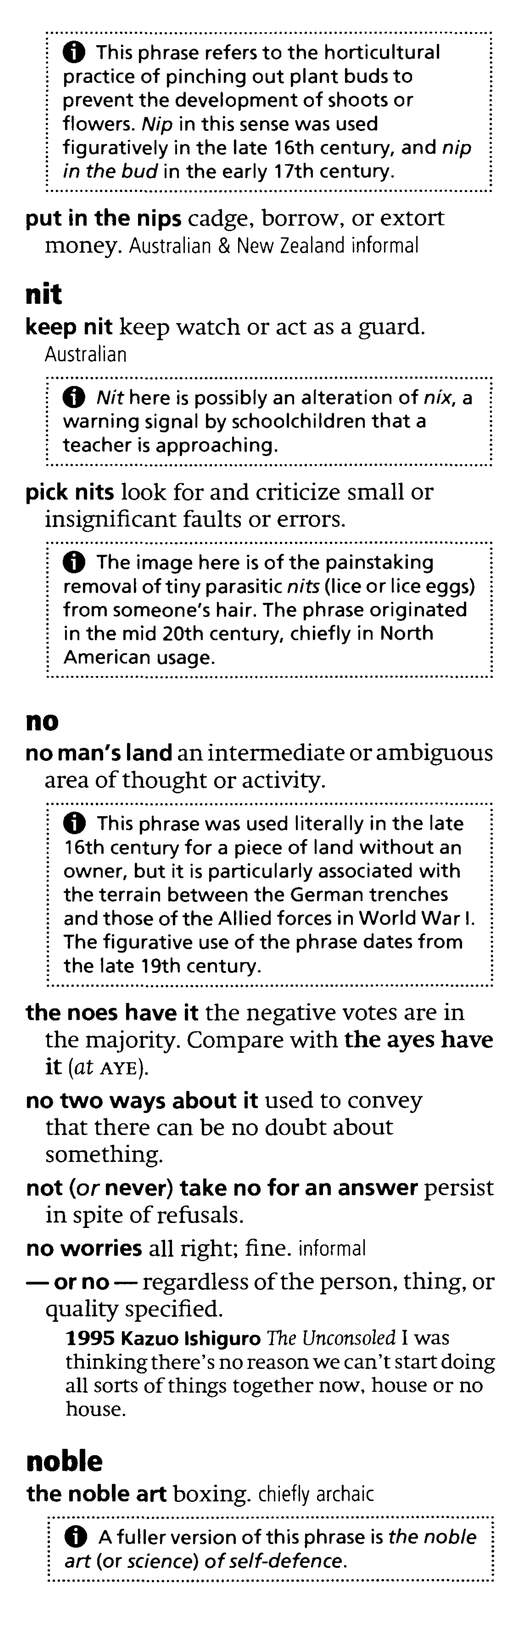 ℹ This phrase refers to the horticultural
practice of pinching out plant buds to
prevent the development of shoots or
flowers. Nip in this sense was used
figuratively in the late 16th century, and nip
in the bud in the early 17th century.
put in the nips cadge, borrow, or extort
money. Australian & New Zealand informal
nit
keep nit keep watch or act as a guard.
Australian
ℹ Nit here is possibly an alteration of nix, a
warning signal by schoolchildren that a
teacher is approaching.
pick nits look for and criticize small or
insignificant faults or errors.
ℹ The image here is of the painstaking
removal of tiny parasitic nits (lice or lice eggs)
from someone's hair. The phrase originated
in the mid 20th century, chiefly in North
American usage.
no
no man's land an intermediate or ambiguous
area of thought or activity.
ℹ This phrase was used literally in the late
16th century for a piece of land without an
owner, but it is particularly associated with
the terrain between the German trenches
and those of the Allied forces in World War I.
The figurative use of the phrase dates from
the late 19th century.
the noes have it the negative votes are in
the majority. Compare with the ayes have
it (at AYE).
no two ways about it used to convey
that there can be no doubt about
something.
not (or never) take no for an answer persist
in spite of refusals.
no worries all right; fine. informal
— or no — regardless of the person, thing, or
quality specified.
1995 Kazuo Ishiguro The Unconsoled I was
thinking there's no reason we can't start doing
all sorts of things together now, house or no
house.
noble
the noble art boxing. chiefly archaic
ℹ A fuller version of this phrase is the noble
art (or science) of self-defence.